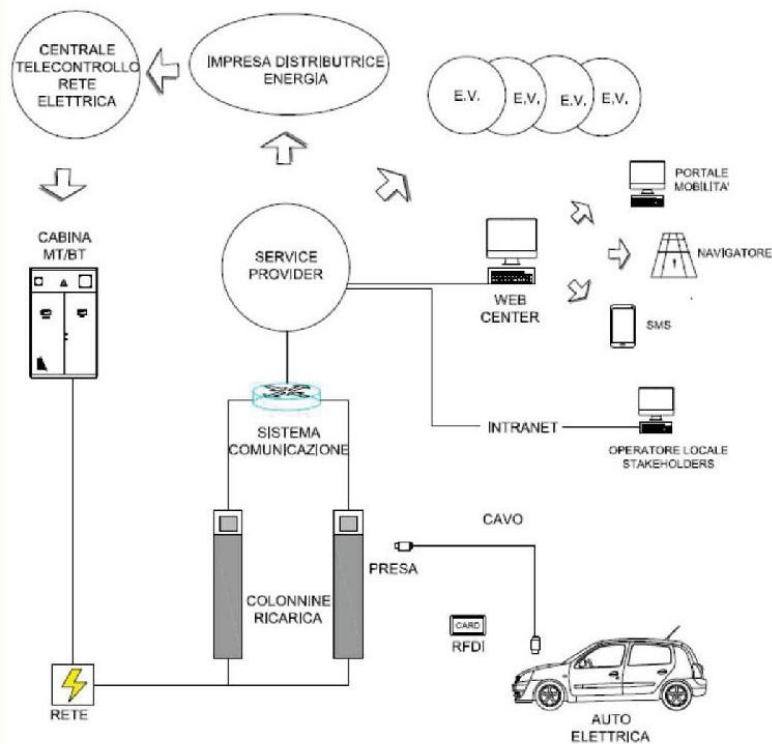 CENTRALE
TELECONTROLLO
RETE
ELETTRICA
IMPRESA DISTRIBUTRICE
ENERGIA
E.V.
E.V.
E.V.
E.V.
PORTALE
MOBILITA'
CABINA
MT/BT
SERVICE
PROVIDER
NAVIGATORE
WEB
CENTER
SMS
SISTEMA
COMUNICAZIONE
INTRANET
OPERATORE LOCALE
STAKEHOLDERS
CAVO
PRESA
COLONNINE
RICARICA
CARD
RFDI
RETE
AUTO
ELETTRICA